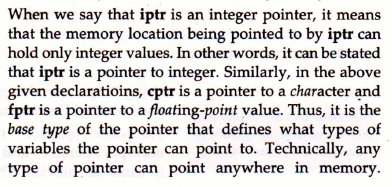 When we say that iptr is an integer pointer, it means
that the memory location being pointed to by iptr can
hold only integer values. In other words, it can be stated
that iptr is a pointer to integer. Similarly, in the above
given declaratioins, cptr is a pointer to a character and
fptr is a pointer to a floating-point value. Thus, it is the
base type of the pointer that defines what types of
variables the pointer can point to. Technically, any
type of pointer can point anywhere in memory.